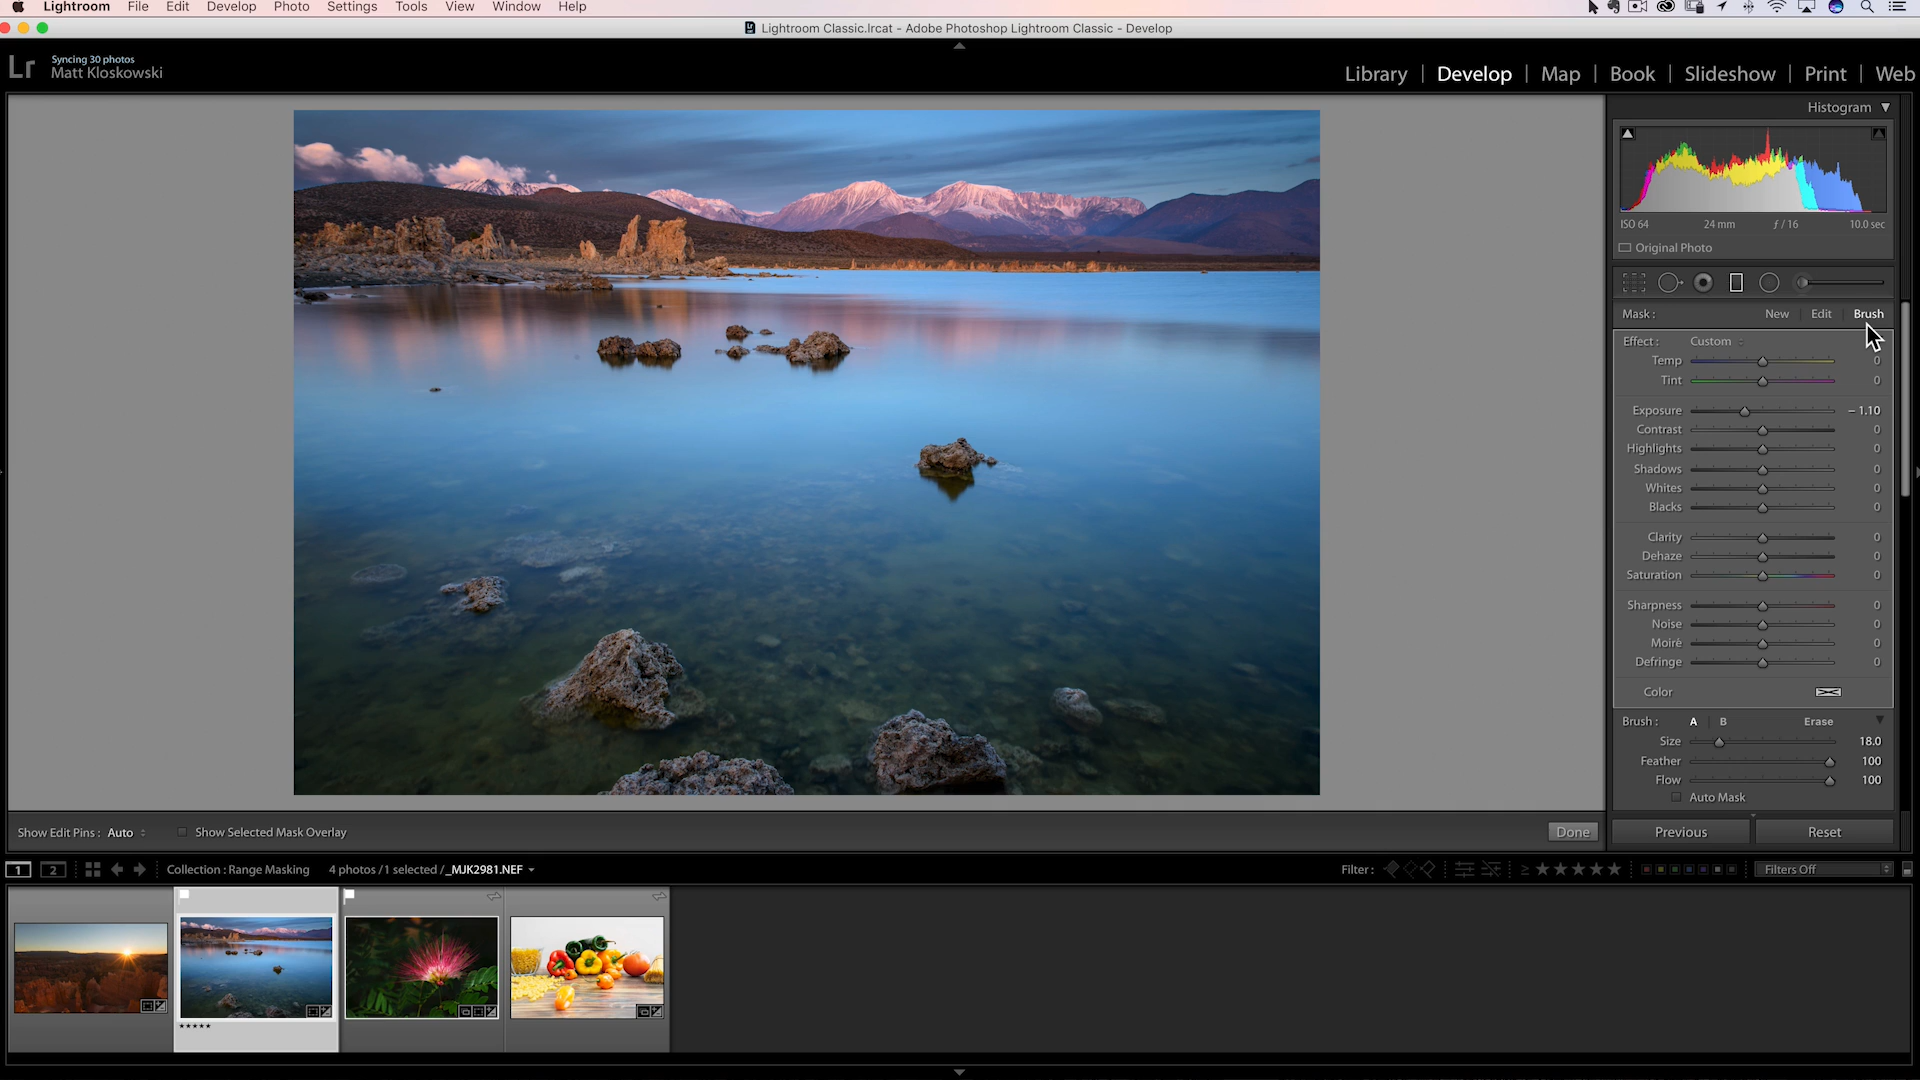 Lightroom File Edit Develop Photo Settings Tools View Window Help
Lightroom Classic.lrcat - Adobe Photoshop Lightroom Classic - Develop
Lr
Syncing 30 photos
Matt Kloskowski
Library | Develop | Map | Book | Slideshow | Print | Web
Histogram
ISO 64 24 mm f / 16 10.0 sec
Original Photo
Mask : New | Edit | Brush
Effect : Custom
Temp 0
Tint 0
Exposure – 1.10
Contrast 0
Highlights 0
Shadows 0
Whites 0
Blacks 0
Clarity 0
Dehaze 0
Saturation 0
Sharpness 0
Noise 0
Moiré 0
Defringe 0
Color
Brush : A | B Erase
Size 18.0
Feather 100
Flow 100
Auto Mask
Show Edit Pins : Auto Show Selected Mask Overlay Done
Previous Reset
1 2 Collection : Range Masking 4 photos / 1 selected / _MJK2981.NEF Filter : ≥ ★★★★★ Filters Off
★★★★★